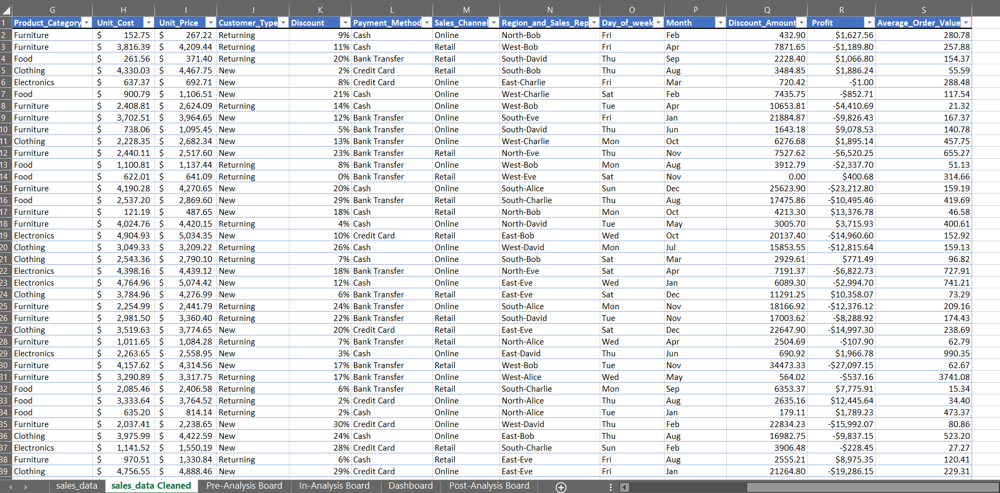 G H I J K L M N O P Q R S
1 Product_Category Unit_Cost Unit_Price Customer_Type Discount Payment_Method Sales_Channel Region_and_Sales_Rep Day_of_week Month Discount_Amount Profit Average_Order_Value
2 Furniture $ 152.75 $ 267.22 Returning 9% Cash Online North-Bob Fri Feb 432.90 $1,627.56 280.78
3 Furniture $ 3,816.39 $ 4,209.44 Returning 11% Cash Retail West-Bob Fri Apr 7871.65 -$1,189.80 257.88
4 Food $ 261.56 $ 371.40 Returning 20% Bank Transfer Retail South-David Thu Sep 2228.40 $1,066.80 154.37
5 Clothing $ 4,330.03 $ 4,467.75 New 2% Credit Card Retail South-Bob Thu Aug 3484.85 $1,886.24 55.59
6 Electronics $ 637.37 $ 692.71 New 8% Credit Card Online East-Charlie Fri Mar 720.42 -$1.00 288.48
7 Food $ 900.79 $ 1,106.51 New 21% Cash Online West-Charlie Sat Feb 7435.75 -$852.71 117.54
8 Furniture $ 2,408.81 $ 2,624.09 Returning 14% Cash Online West-Bob Tue Apr 10653.81 -$4,410.69 21.32
9 Furniture $ 3,702.51 $ 3,964.65 New 12% Bank Transfer Online South-Eve Fri Jan 21884.87 -$9,826.43 167.37
10 Furniture $ 738.06 $ 1,095.45 New 5% Bank Transfer Online South-David Thu Jun 1643.18 $9,078.53 140.78
11 Clothing $ 2,228.35 $ 2,682.34 New 13% Bank Transfer Online West-Charlie Mon Oct 6276.68 $1,895.14 457.75
12 Furniture $ 2,440.11 $ 2,517.60 New 23% Bank Transfer Retail North-Eve Thu Nov 7527.62 -$6,520.25 655.27
13 Food $ 1,100.81 $ 1,137.44 Returning 8% Bank Transfer Online West-Bob Mon Aug 3912.79 -$2,337.70 51.13
14 Food $ 622.01 $ 641.09 Returning 0% Bank Transfer Retail West-Eve Sat Nov 0.00 $400.68 314.66
15 Furniture $ 4,190.28 $ 4,270.65 New 20% Cash Online South-Alice Sun Dec 25623.90 -$23,212.80 159.19
16 Food $ 2,537.20 $ 2,869.60 New 29% Bank Transfer Retail South-Charlie Thu Aug 17475.86 -$10,495.46 419.69
17 Furniture $ 121.19 $ 487.65 New 18% Cash Retail North-Bob Mon Oct 4213.30 $13,376.78 46.58
18 Furniture $ 4,024.76 $ 4,420.15 Returning 4% Cash Online North-David Tue May 3005.70 $3,715.93 400.61
19 Electronics $ 4,904.93 $ 5,034.35 New 10% Credit Card Retail East-Bob Wed Oct 20137.40 -$14,960.60 152.92
20 Clothing $ 3,049.33 $ 3,209.22 Returning 26% Cash Online West-David Mon Jul 15853.55 -$12,815.64 159.13
21 Clothing $ 2,543.36 $ 2,790.10 Returning 7% Cash Online South-Bob Sat Mar 2929.61 $771.49 96.82
22 Electronics $ 4,398.16 $ 4,439.12 New 18% Bank Transfer Online North-Eve Sat Apr 7191.37 -$6,822.73 727.91
23 Electronics $ 4,764.96 $ 5,074.42 New 12% Cash Online East-Eve Wed Jan 6089.30 -$2,994.70 741.21
24 Clothing $ 3,784.96 $ 4,276.99 New 6% Bank Transfer Retail East-Eve Sat Dec 11291.25 $10,358.07 73.29
25 Furniture $ 2,254.99 $ 2,441.79 Returning 24% Bank Transfer Online South-Alice Mon Nov 18166.92 -$12,376.12 209.16
26 Furniture $ 2,981.50 $ 3,360.40 Returning 22% Bank Transfer Retail South-David Tue Nov 17003.62 -$8,288.92 174.43
27 Clothing $ 3,519.63 $ 3,774.65 New 20% Credit Card Retail East-Eve Sat Dec 22647.90 -$14,997.30 238.69
28 Furniture $ 1,011.65 $ 1,084.28 Returning 7% Bank Transfer Retail North-Alice Wed Apr 2504.69 -$107.90 62.79
29 Electronics $ 2,263.65 $ 2,558.95 New 3% Cash Online East-David Thu Jun 690.92 $1,966.78 990.35
30 Furniture $ 4,157.62 $ 4,314.56 New 17% Bank Transfer Retail West-Bob Tue Nov 34473.33 -$27,097.15 62.67
31 Furniture $ 3,290.89 $ 3,317.75 Returning 17% Bank Transfer Online West-Alice Wed May 564.02 -$537.16 3741.08
32 Food $ 2,085.46 $ 2,406.58 Returning 6% Bank Transfer Retail South-Charlie Mon Sep 6353.37 $7,775.91 15.34
33 Food $ 3,333.64 $ 3,764.52 Returning 2% Credit Card Online North-Alice Thu Aug 2635.16 $12,445.64 34.40
34 Food $ 635.20 $ 814.14 Returning 2% Cash Online North-Alice Tue Jan 179.11 $1,789.23 473.37
35 Furniture $ 2,037.41 $ 2,238.65 New 30% Credit Card Online West-David Thu Feb 22834.23 -$15,992.07 80.86
36 Clothing $ 3,975.99 $ 4,422.59 New 24% Cash Online East-Bob Thu Aug 16982.75 -$9,837.15 523.20
37 Electronics $ 1,141.52 $ 1,550.19 New 28% Credit Card Retail South-Charlie Sun Feb 3906.48 -$228.45 27.27
38 Furniture $ 970.51 $ 1,330.84 Returning 6% Cash Retail East-Eve Fri Aug 2555.21 $8,975.35 120.41
39 Clothing $ 4,756.55 $ 4,888.46 New 29% Credit Card Online East-Eve Fri Jan 21264.80 -$19,286.15 229.31
sales_data sales_data Cleaned Pre-Analysis Board In-Analysis Board Dashboard Post-Analysis Board